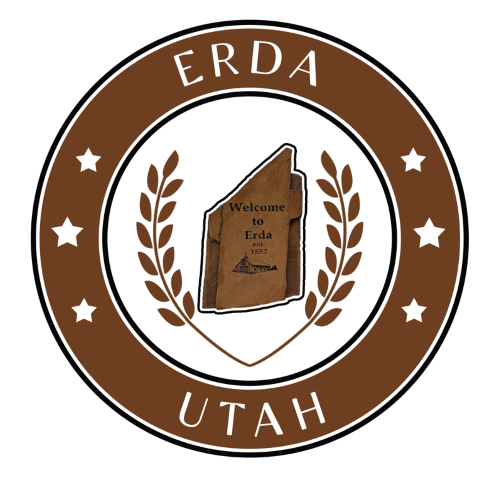 ERDA
Welcome
to
Erda
est.
1852
UTAH